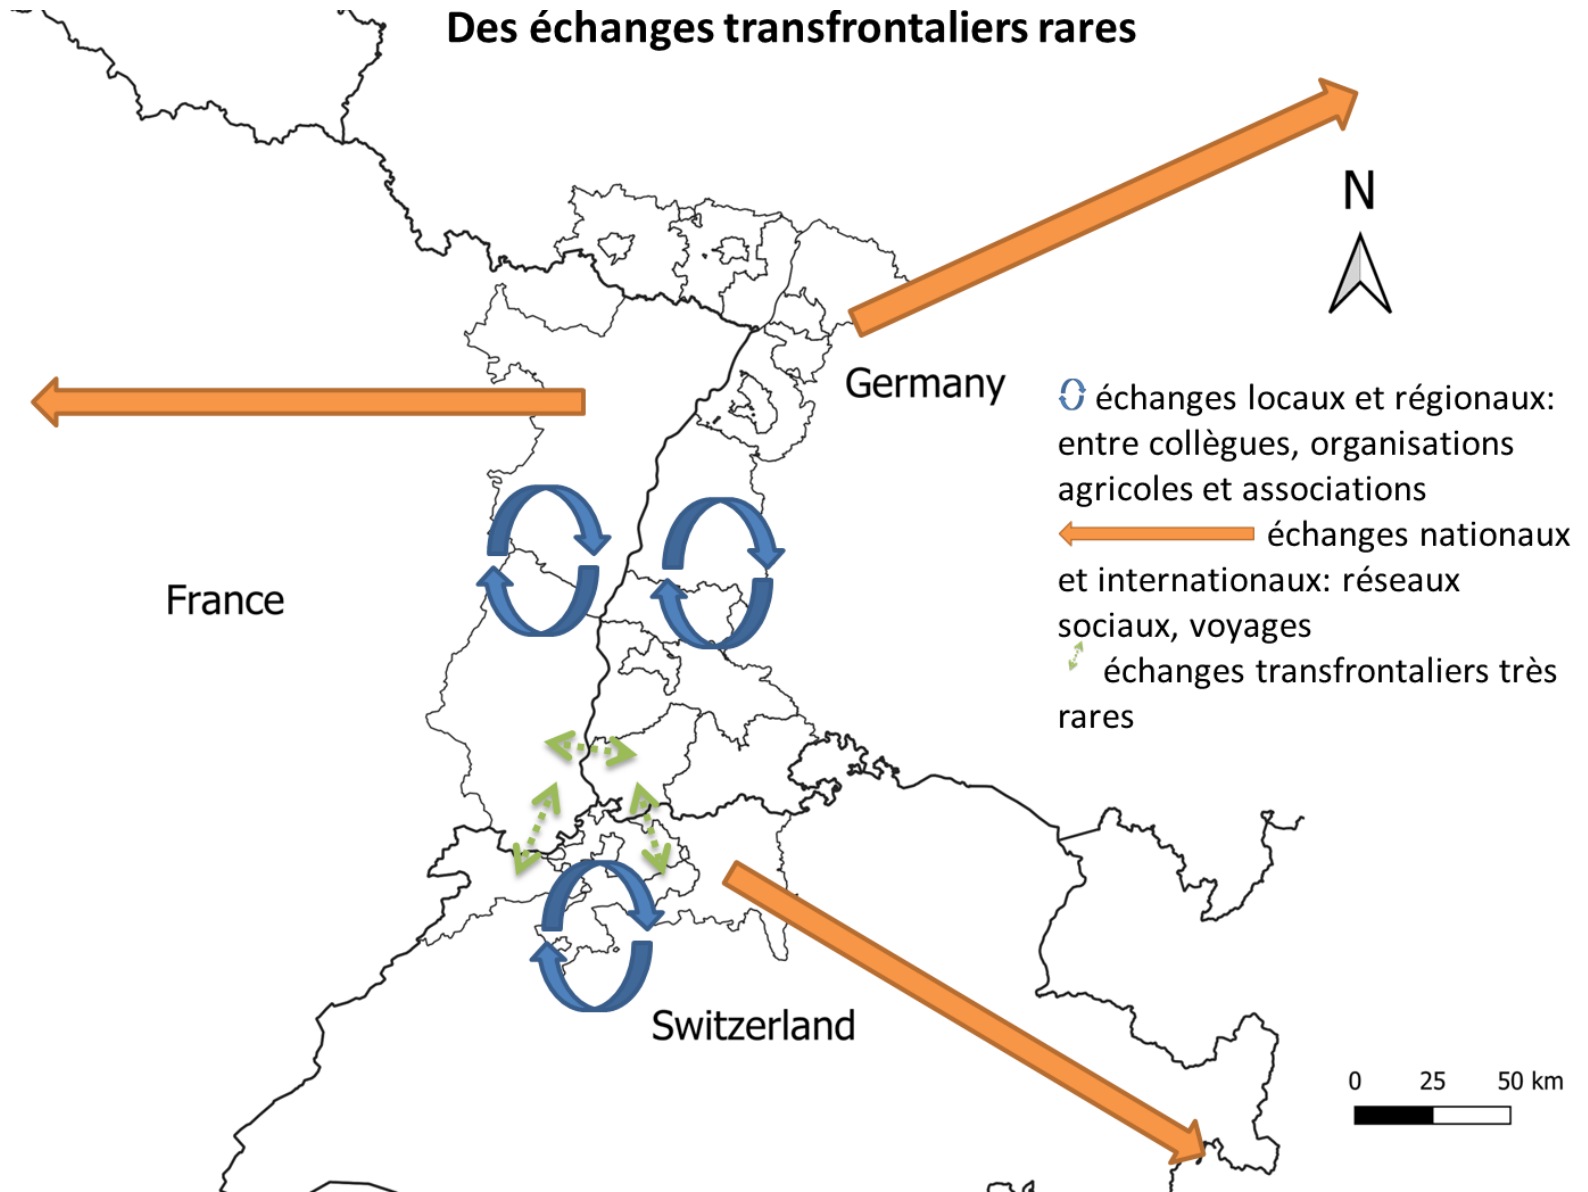 Des échanges transfrontaliers rares
N
Germany
échanges locaux et régionaux:
entre collègues, organisations
agricoles et associations
échanges nationaux
et internationaux: réseaux
sociaux, voyages
échanges transfrontaliers très
rares
France
Switzerland
0 25 50 km